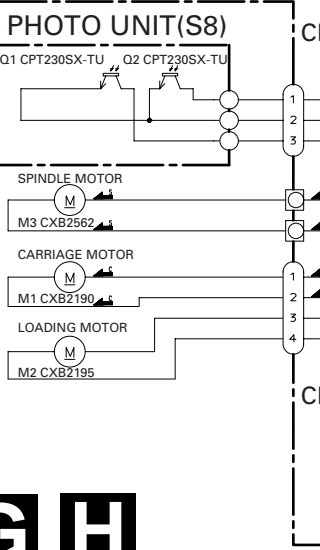 PHOTO UNIT(S8)
Q1 CPT230SX-TU Q2 CPT230SX-TU
1
2
3
SPINDLE MOTOR
M
M3 CXB2562
CARRIAGE MOTOR
M
M1 CXB2190
1
2
3
4
LOADING MOTOR
M
M2 CXB2195
G H